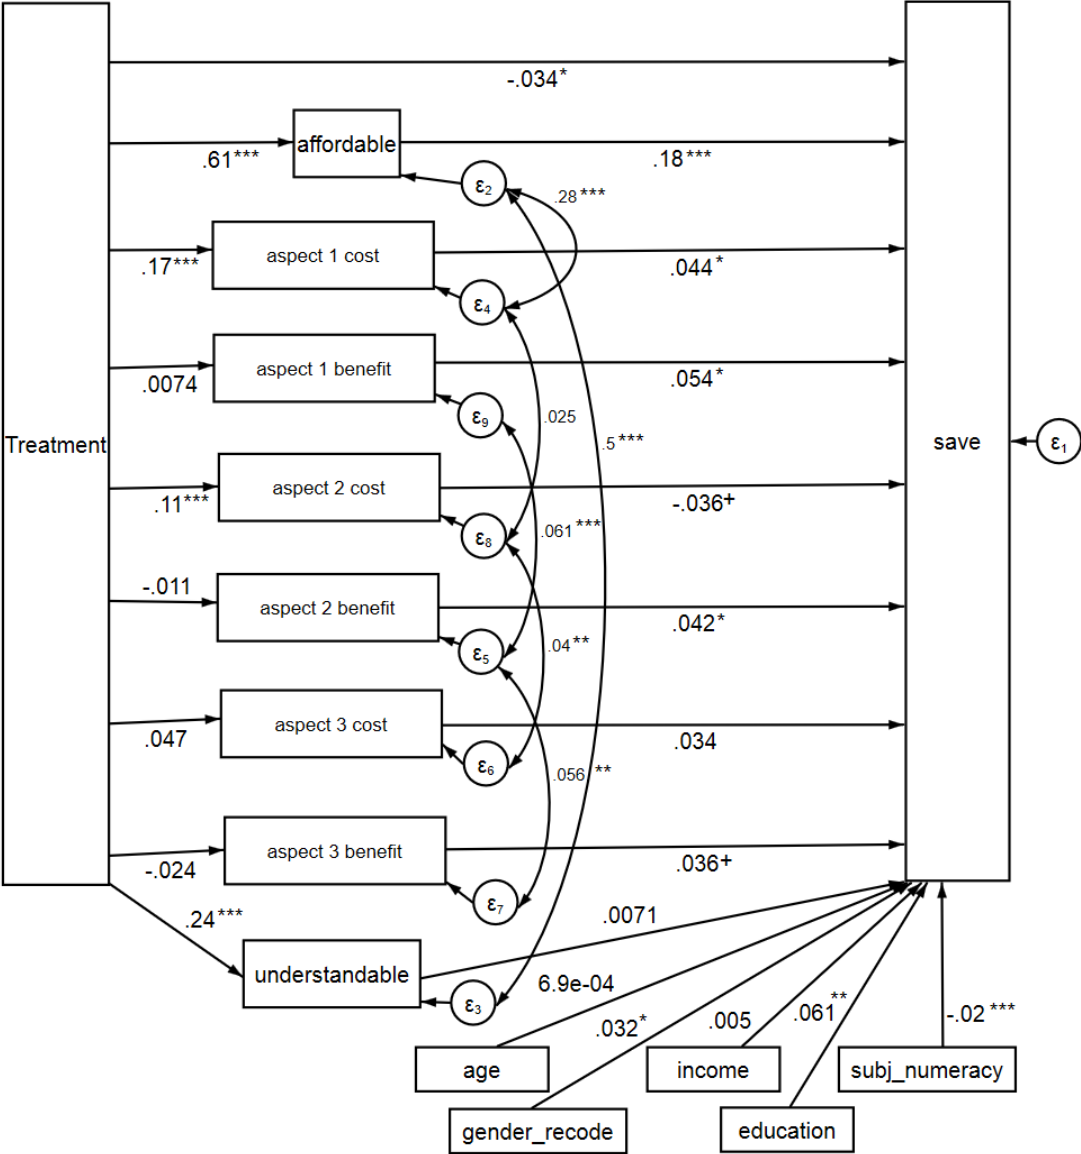 -.034*
affordable
.61***
.18***
ε2
.28***
aspect 1 cost
.17***
.044*
ε4
aspect 1 benefit
.0074
.054*
ε9
.025
Treatment
.5***
save
ε1
aspect 2 cost
.11***
-.036+
ε8
.061***
-.011
aspect 2 benefit
.042*
ε5
.04**
aspect 3 cost
.047
.034
ε6
.056**
aspect 3 benefit
-.024
.036+
ε7
.24***
.0071
understandable
6.9e-04
ε3
.032*
.005
.061**
-.02***
age
income
subj_numeracy
gender_recode
education